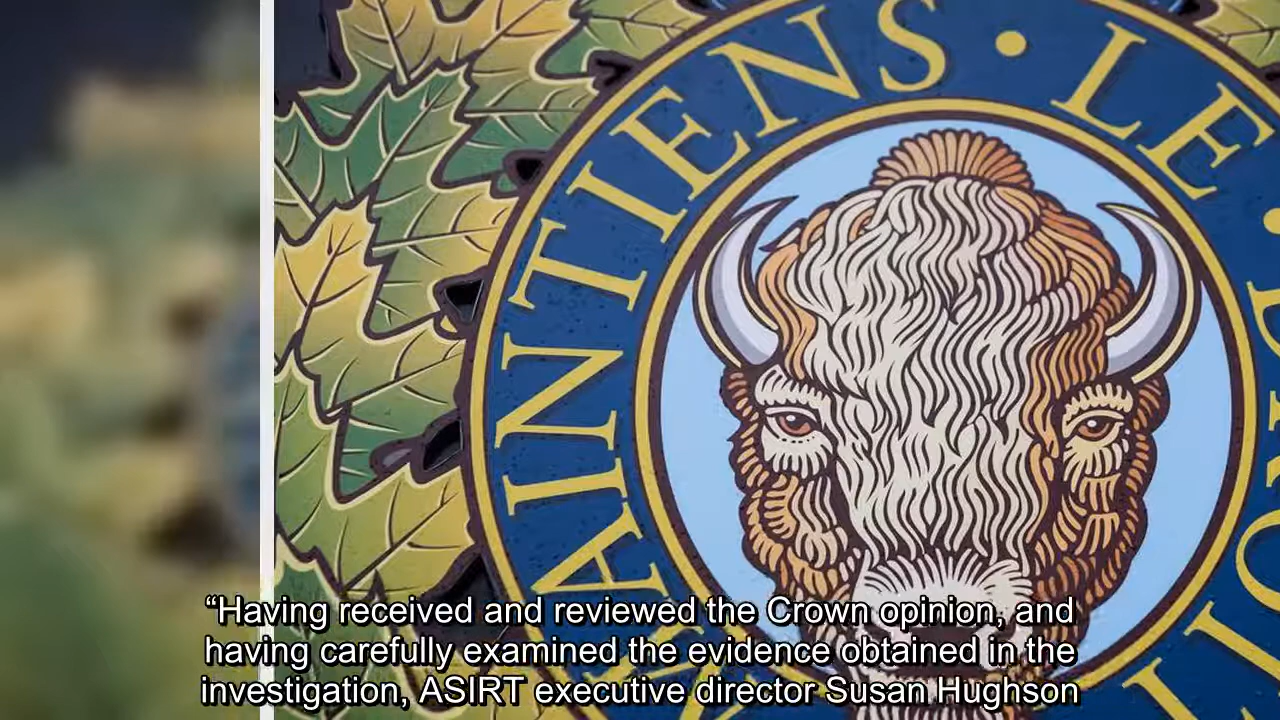 AINTIENS • LE •
“Having received and reviewed the Crown opinion, and
having carefully examined the evidence obtained in the
investigation, ASIRT executive director Susan Hughson